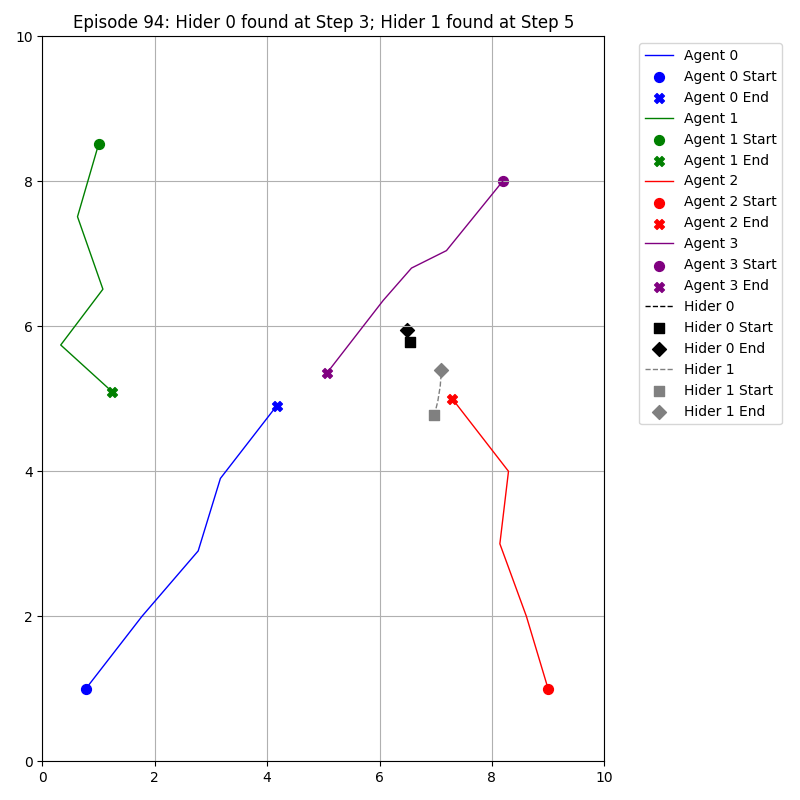 Episode 94: Hider 0 found at Step 3; Hider 1 found at Step 5
10
8
6
4
2
0
0 2 4 6 8 10
Agent 0
Agent 0 Start
Agent 0 End
Agent 1
Agent 1 Start
Agent 1 End
Agent 2
Agent 2 Start
Agent 2 End
Agent 3
Agent 3 Start
Agent 3 End
Hider 0
Hider 0 Start
Hider 0 End
Hider 1
Hider 1 Start
Hider 1 End